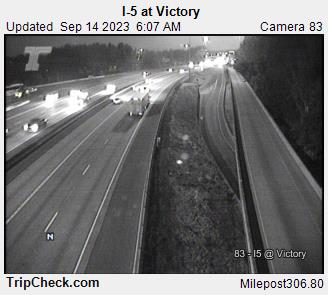 I-5 at Victory
Updated Sep 14 2023 6:07 AM Camera 83
T
N
83 - I5 @ Victory
TripCheck.com Milepost306.80